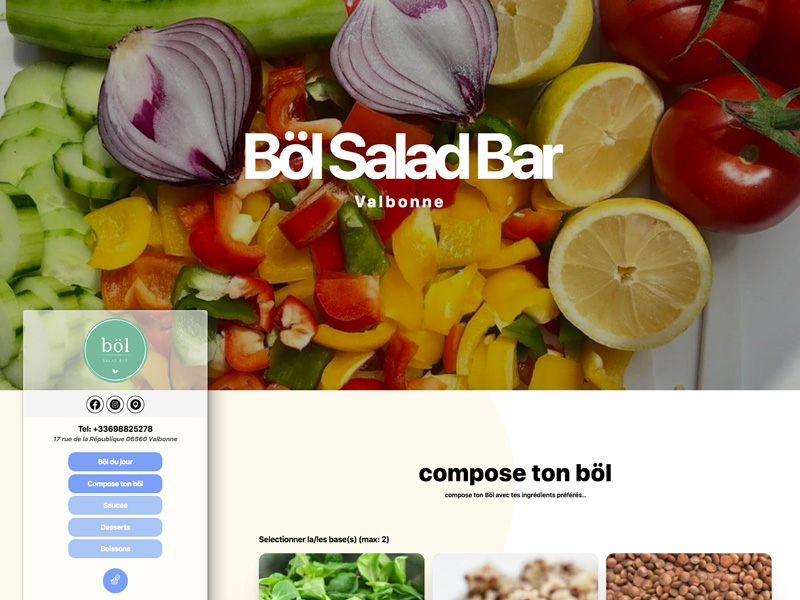 Böl Salad Bar
Valbonne
böl
SALAD BAR
Tel: +33698825278
17 rue de la République 06560 Valbonne
Böl du jour
Compose ton böl
Sauces
Desserts
Boissons
compose ton böl
compose ton Böl avec tes ingrédients préférés..
Selectionner la/les base(s) (max: 2)